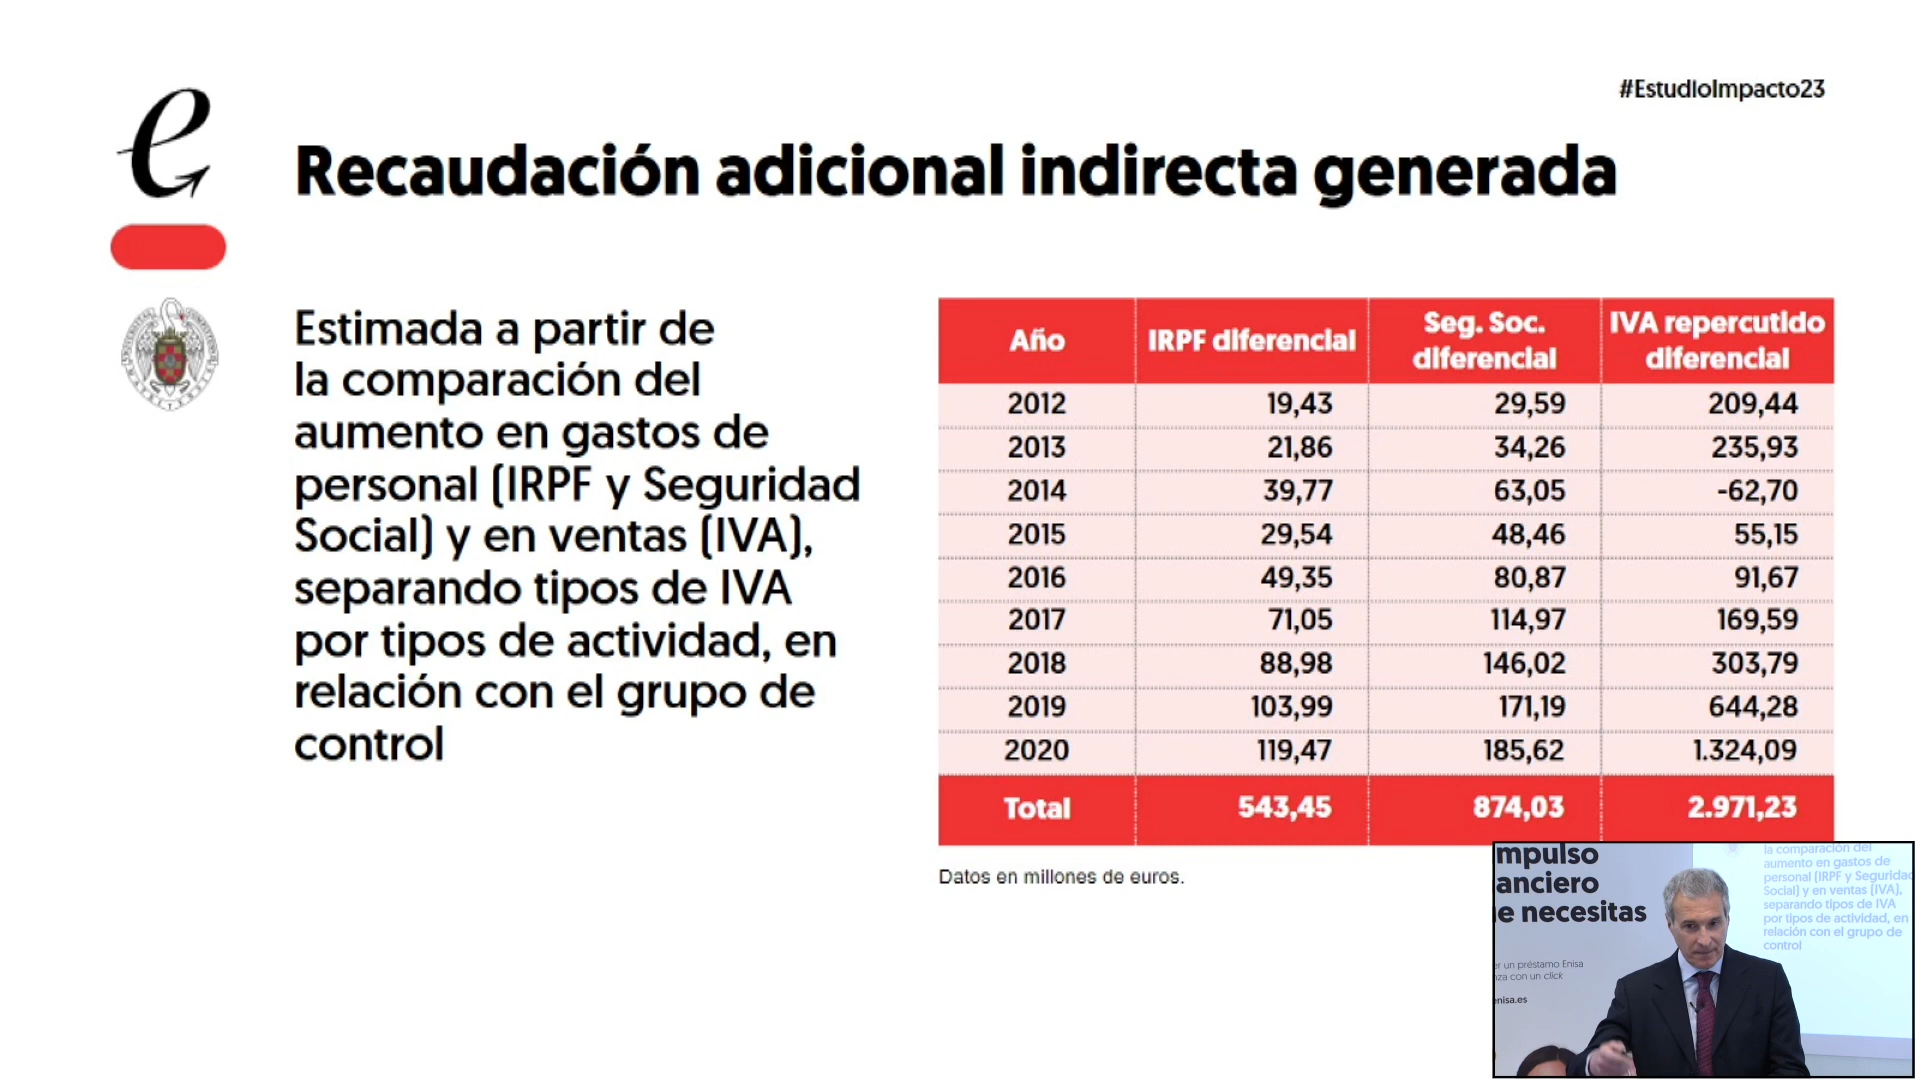 #EstudioImpacto23
Recaudación adicional indirecta generada
Estimada a partir de
la comparación del
aumento en gastos de
personal (IRPF y Seguridad
Social) y en ventas (IVA),
separando tipos de IVA
por tipos de actividad, en
relación con el grupo de
control
Año IRPF diferencial Seg. Soc. diferencial IVA repercutido diferencial
2012 19,43 29,59 209,44
2013 21,86 34,26 235,93
2014 39,77 63,05 -62,70
2015 29,54 48,46 55,15
2016 49,35 80,87 91,67
2017 71,05 114,97 169,59
2018 88,98 146,02 303,79
2019 103,99 171,19 644,28
2020 119,47 185,62 1.324,09
Total 543,45 874,03 2.971,23
Datos en millones de euros.
mpulso
anciero
e necesitas
er un préstamo Enisa
nza con un click
enisa.es
la comparación del
aumento en gastos de
personal (IRPF y Seguridad
Social) y en ventas (IVA),
separando tipos de IVA
por tipos de actividad, en
relación con el grupo de
control